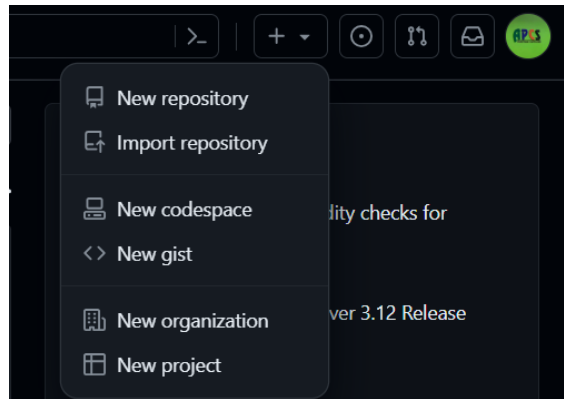 APCS
New repository
Import repository
New codespace
dity checks for
New gist
New organization
ver 3.12 Release
New project